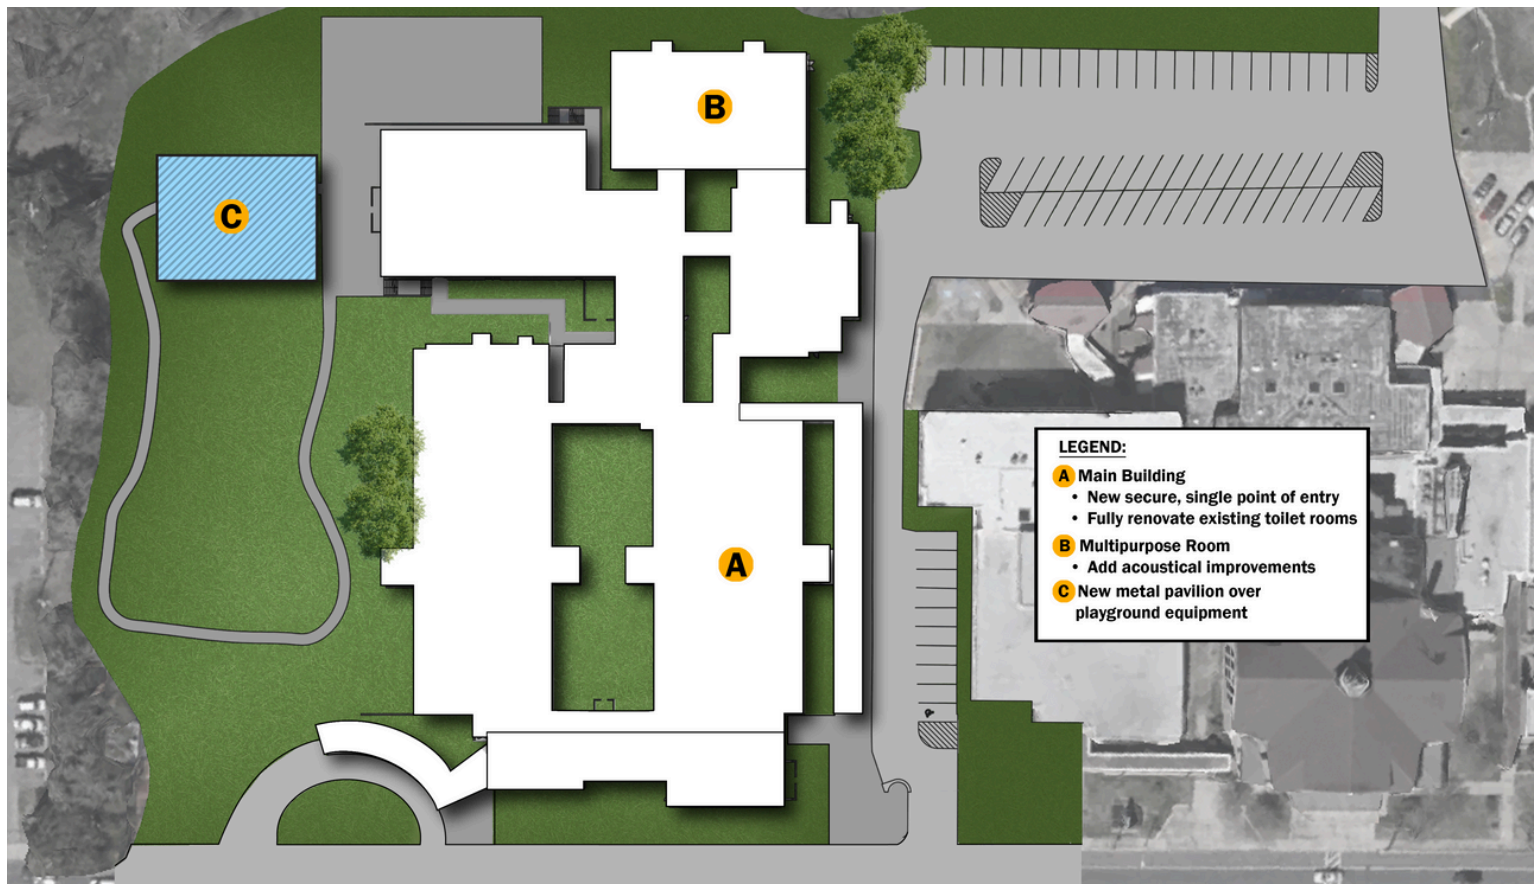 B
C
A
LEGEND:
A Main Building
• New secure, single point of entry
• Fully renovate existing toilet rooms
B Multipurpose Room
• Add acoustical improvements
C New metal pavilion over
playground equipment